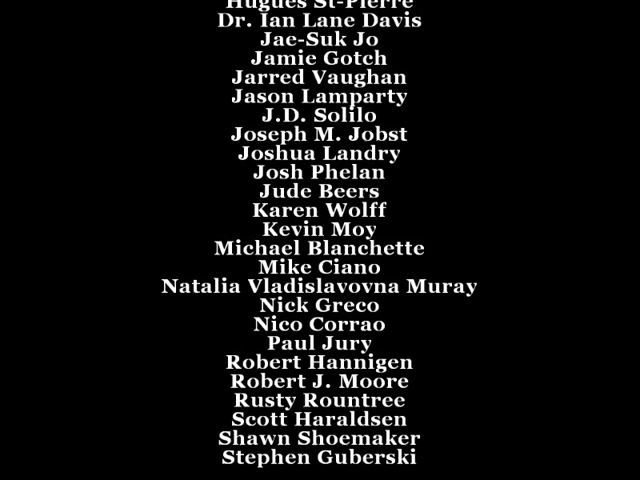 Hugues St-Pierre
Dr. Ian Lane Davis
Jae-Suk Jo
Jamie Gotch
Jarred Vaughan
Jason Lamparty
J.D. Solilo
Joseph M. Jobst
Joshua Landry
Josh Phelan
Jude Beers
Karen Wolff
Kevin Moy
Michael Blanchette
Mike Ciano
Natalia Vladislavovna Muray
Nick Greco
Nico Corrao
Paul Jury
Robert Hannigen
Robert J. Moore
Rusty Rountree
Scott Haraldsen
Shawn Shoemaker
Stephen Guberski